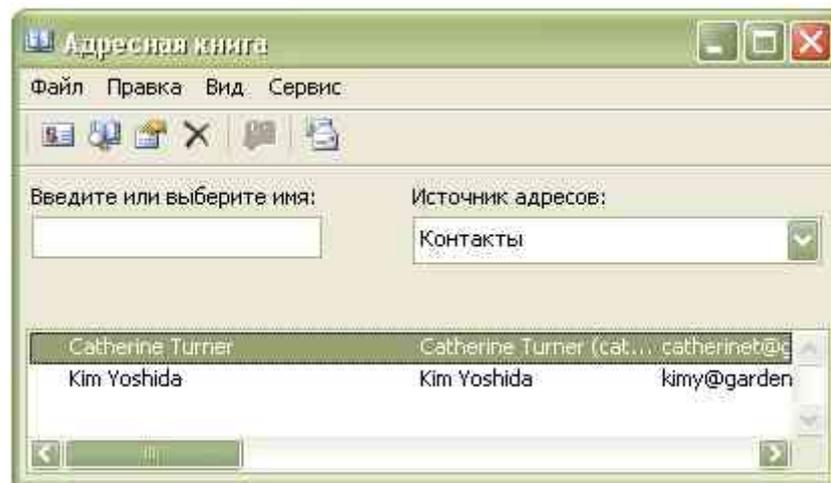 Адресная книга
Файл Правка Вид Сервис
Введите или выберите имя: Источник адресов:
Контакты
Catherine Turner Catherine Turner (cat... catherinet@g
Kim Yoshida Kim Yoshida kimy@garden